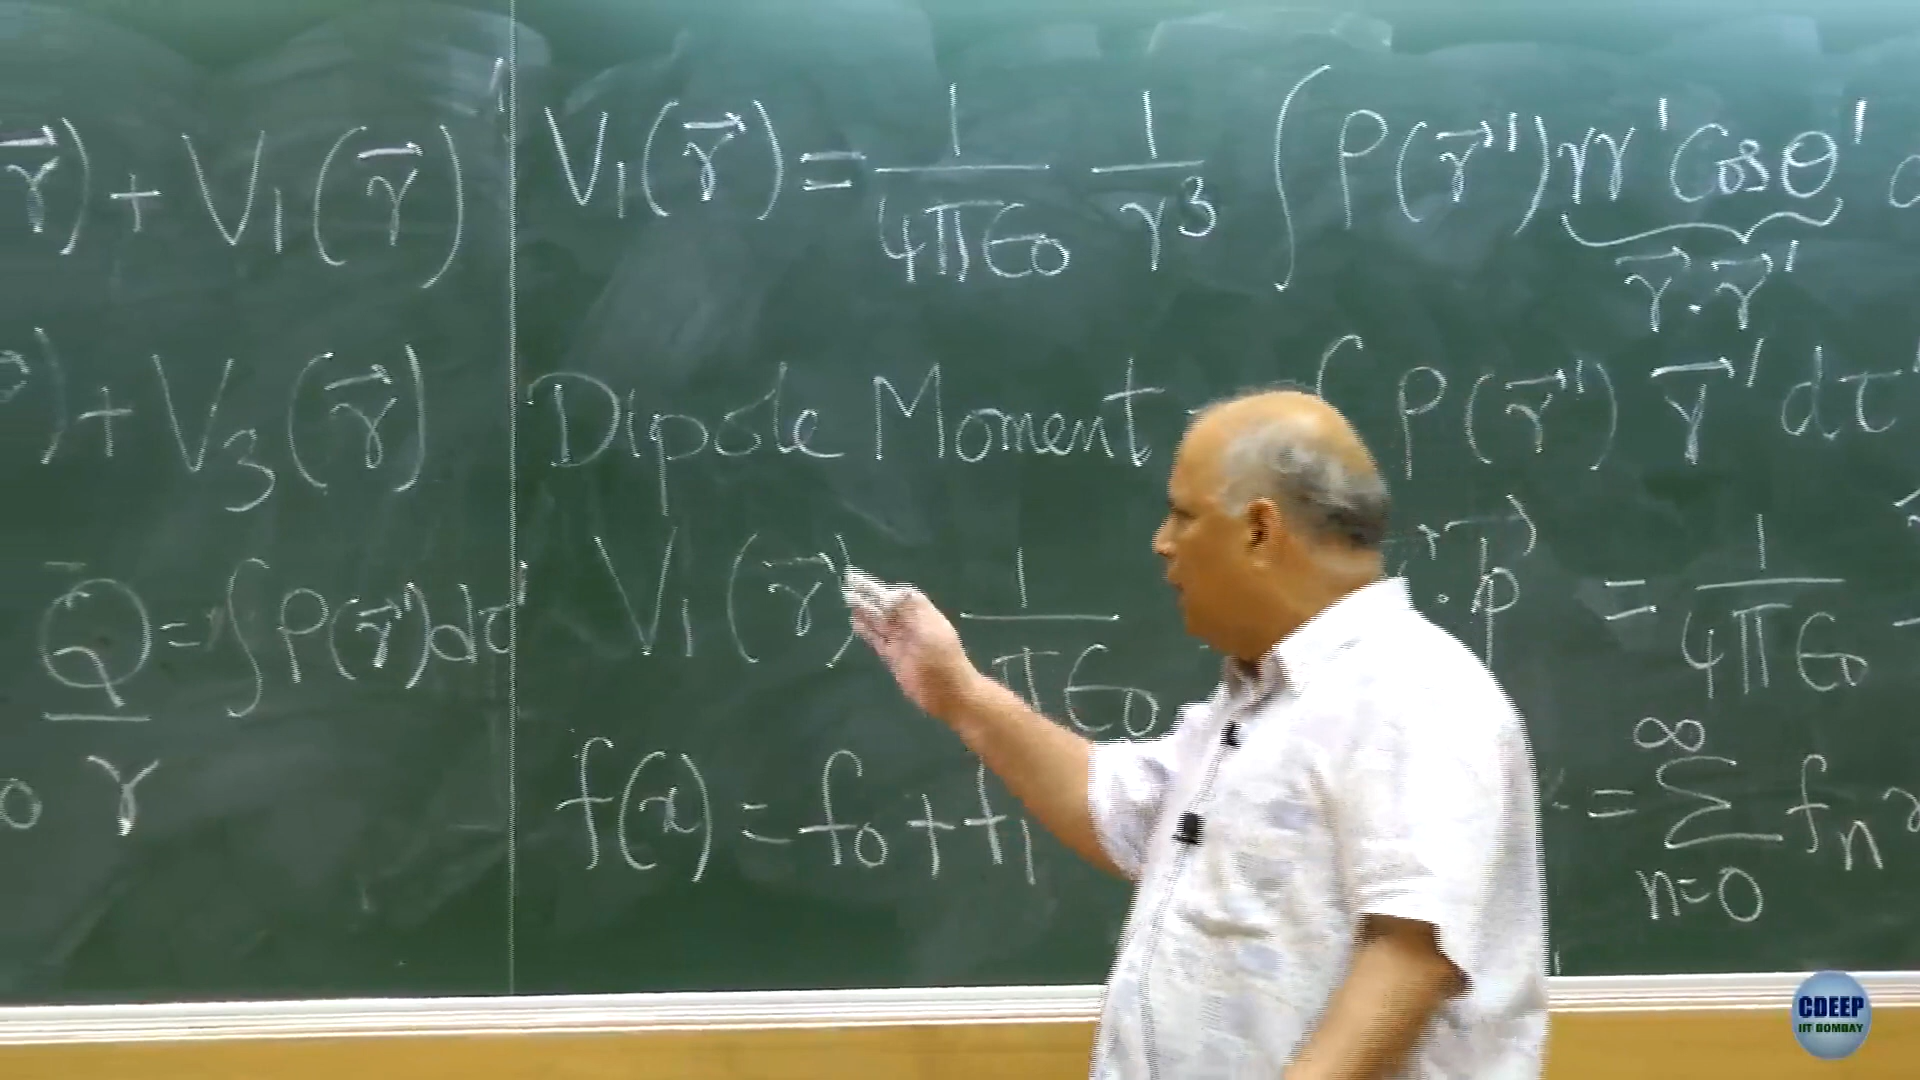 r⃗) + V₁(r⃗)
) + V₃(r⃗)
Q = ∫ρ(r⃗')dτ'
r
V₁(r⃗) = 1/4πϵ₀ 1/r³ ∫ ρ(r⃗') rr'Cosθ'
r⃗·r⃗'
Dipole Moment ∫ρ(r⃗') r⃗' dτ'
V₁(r⃗) 1/πϵ₀ ·p⃗ = 1/4πϵ₀
f(x) = f₀ + f₁ = ∞Σn=0 fn
CDEEP
IIT BOMBAY